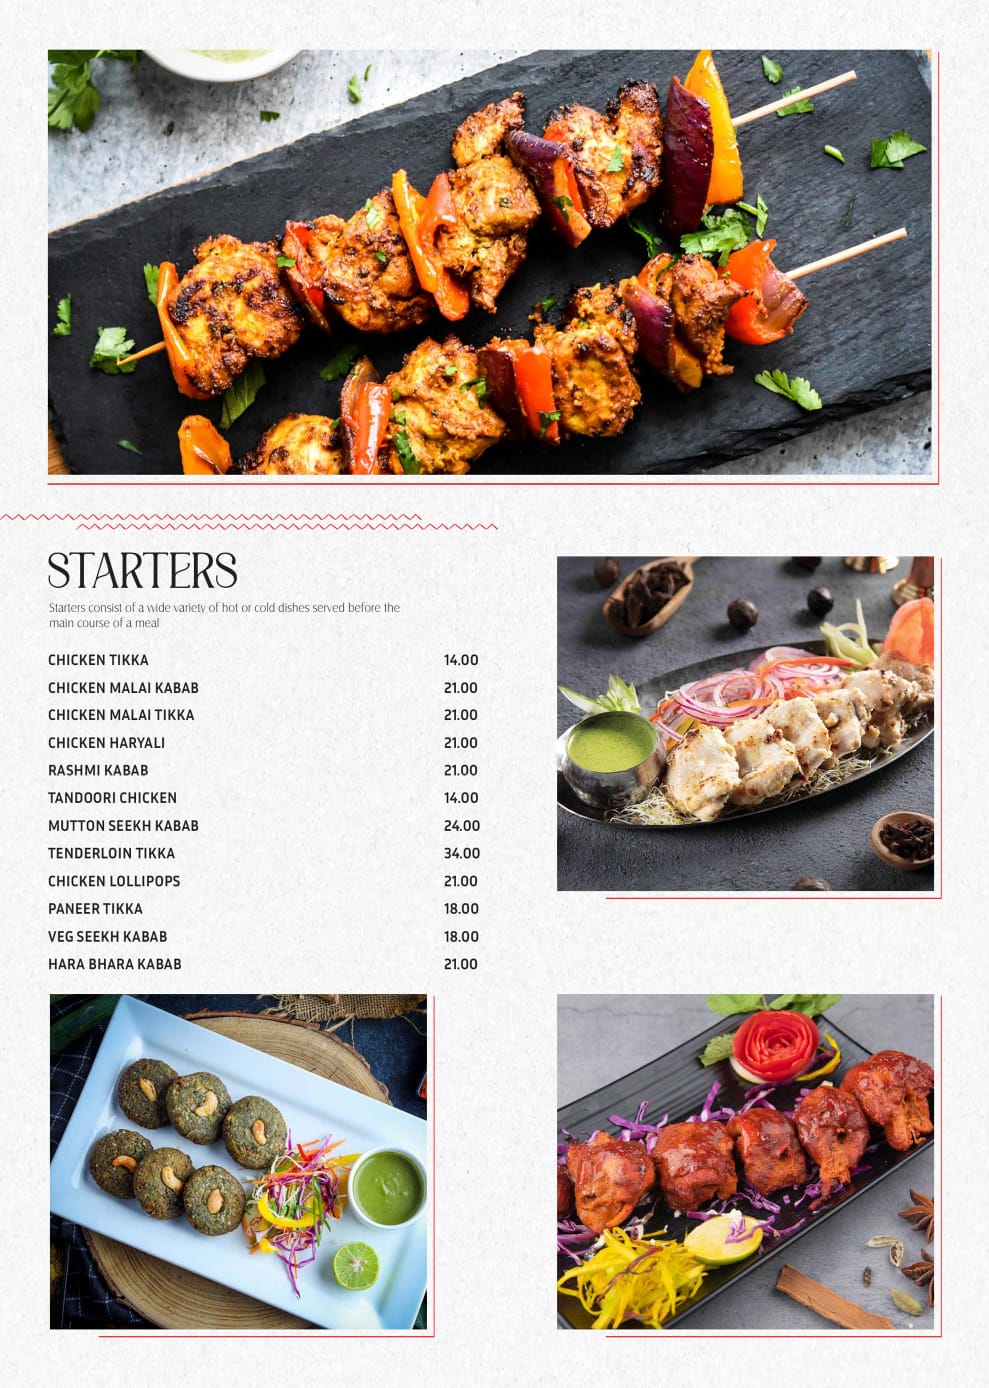 STARTERS
Starters consist of a wide variety of hot or cold dishes served before the
main course of a meal
CHICKEN TIKKA 14.00
CHICKEN MALAI KABAB 21.00
CHICKEN MALAI TIKKA 21.00
CHICKEN HARYALI 21.00
RASHMI KABAB 21.00
TANDOORI CHICKEN 14.00
MUTTON SEEKH KABAB 24.00
TENDERLOIN TIKKA 34.00
CHICKEN LOLLIPOPS 21.00
PANEER TIKKA 18.00
VEG SEEKH KABAB 18.00
HARA BHARA KABAB 21.00